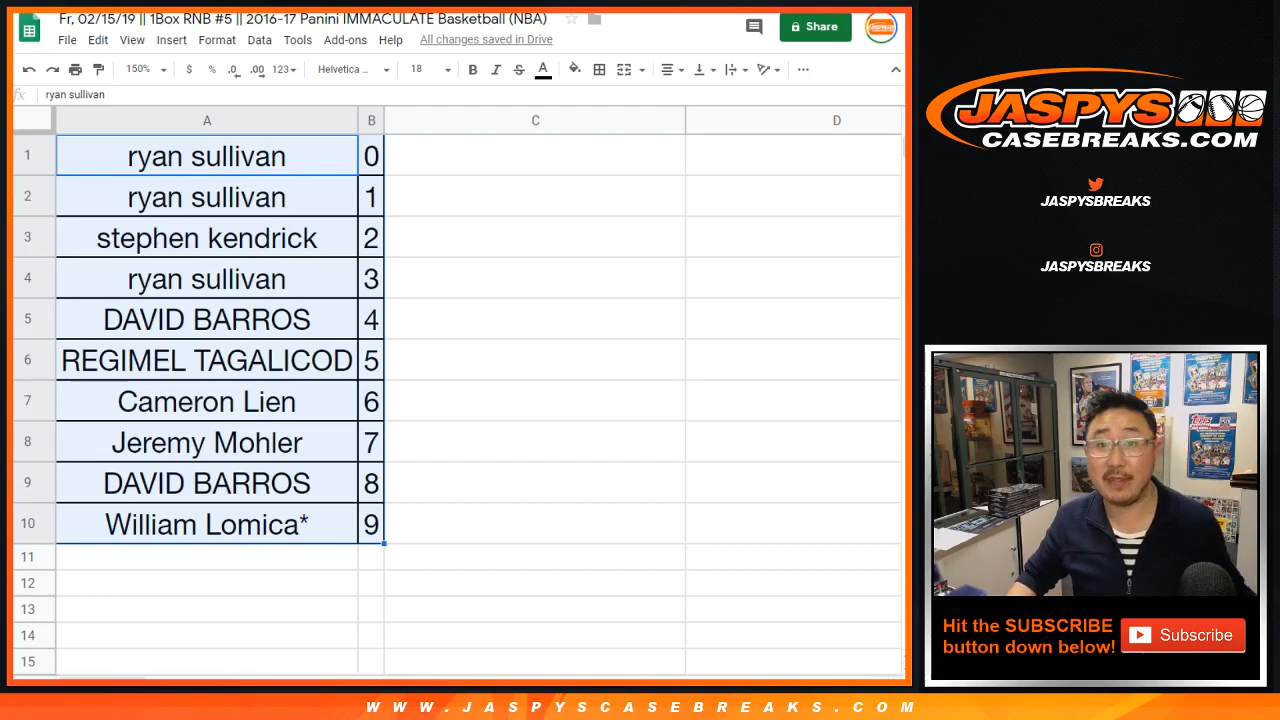 Fr, 02/15/19 || 1Box RNB #5 || 2016-17 Panini IMMACULATE Basketball (NBA)
Share
File Edit View Insert Format Data Tools Add-ons Help All changes saved in Drive
150% $ % .0 .00 123 Helvetica ... 18 B I S A
fx ryan sullivan
A B C D
1 ryan sullivan 0
2 ryan sullivan 1
3 stephen kendrick 2
4 ryan sullivan 3
5 DAVID BARROS 4
6 REGIMEL TAGALICOD 5
7 Cameron Lien 6
8 Jeremy Mohler 7
9 DAVID BARROS 8
10 William Lomica* 9
11
12
13
14
15
JASPYS
CASEBREAKS.COM
JASPYSBREAKS
JASPYSBREAKS
Hit the SUBSCRIBE
button down below!
Subscribe
WWW.JASPYSCASEBREAKS.COM